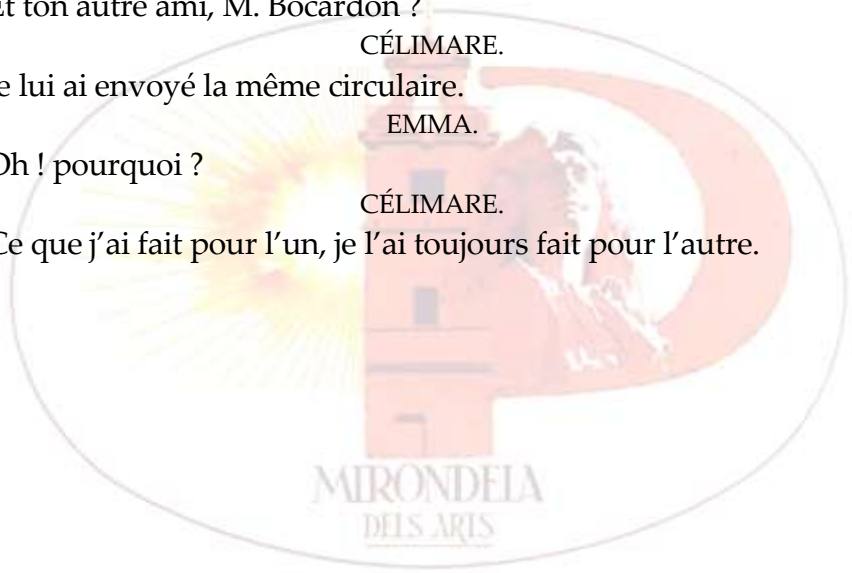 Et ton autre ami, M. Bocardon ?
CÉLIMARE.
e lui ai envoyé la même circulaire.
EMMA.
Oh ! pourquoi ?
CÉLIMARE.
Ce que j’ai fait pour l’un, je l’ai toujours fait pour l’autre.
MIRONDELA
DELS ARTS